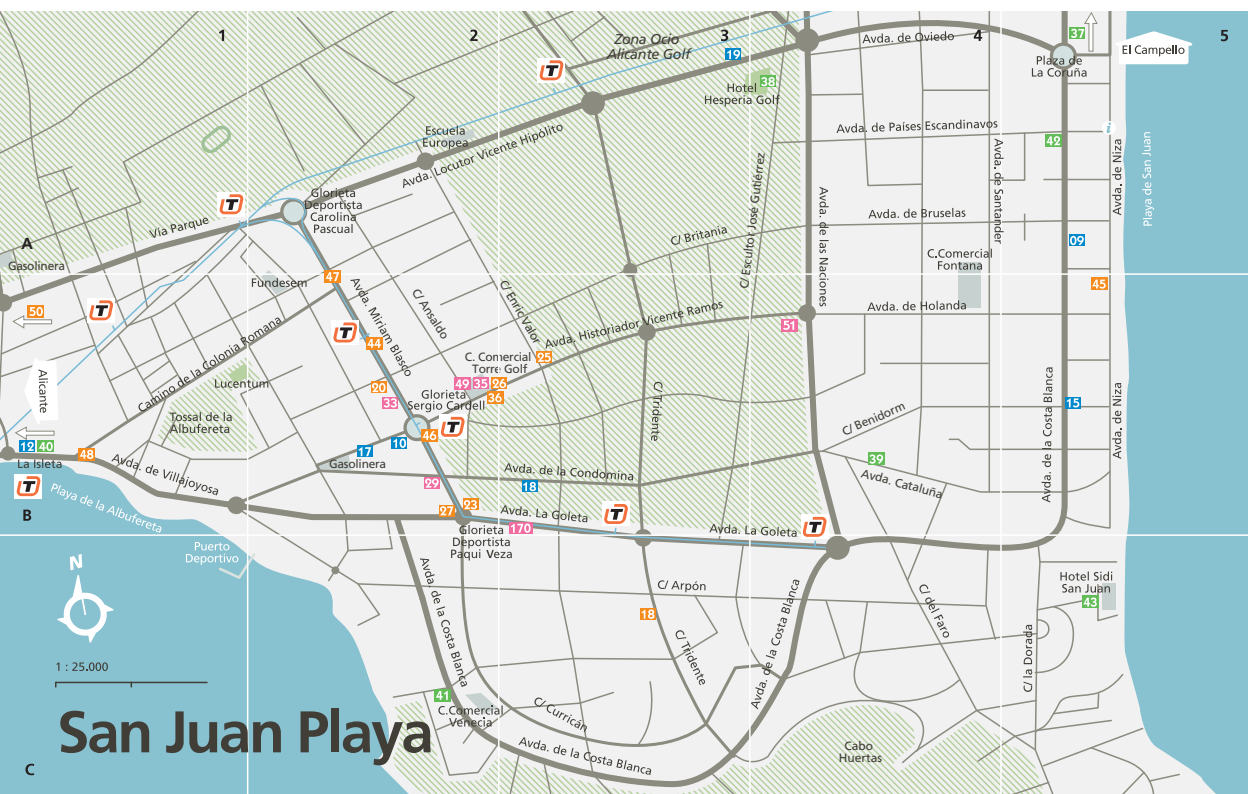 1
2
3
4
5
Zona Ocio
Alicante Golf
T
19
38
Hotel
Hesperia Golf
Avda. de Oviedo
37
El Campello
Plaza de
La Coruña
Escuela
Europea
Avda. Locutor Vicente Hipólito
Avda. de Países Escandinavos
42
i
Avda. de Niza
Playa de San Juan
Avda. de Santander
C/ Escultor Jose Gutiérrez
Avda. de las Naciones
T
Glorieta
Deportista
Carolina
Pascual
Vía Parque
Avda. de Bruselas
C/ Britania
09
A
Gasolinera
C.Comercial
Fontana
Fundesem
47
45
50
T
Avda. Miriam Blasco
C/ Ansaldo
C/ Enric Valor
Avda. Historiador Vicente Ramos
Avda. de Holanda
51
T
44
Camino de la Colonia Romana
C. Comercial
Torre Golf
25
Alicante
Lucentum
20
33
49
35
26
36
Glorieta
Sergio Cardell
C/ Tridente
Avda. de la Costa Blanca
15
Avda. de Niza
Tossal de la
Albufereta
C/ Benidorm
12
40
La Isleta
48
46
T
10
17
Gasolinera
39
Avda. de Villajoyosa
Avda. de la Condomina
Avda. Cataluña
T
Playa de la Albufereta
29
18
B
27
23
Avda. La Goleta
170
T
Avda. La Goleta
T
Glorieta
Deportista
Paqui Veza
Puerto
Deportivo
N
Avda. de la Costa Blanca
C/ Arpón
18
C/ Tridente
Avda. de la Costa Blanca
C/ del Faro
Hotel Sidi
San Juan
43
C/ la Dorada
1 : 25.000
41
C.Comercial
Venecia
C/ Curricán
San Juan Playa
Avda. de la Costa Blanca
Cabo
Huertas
C